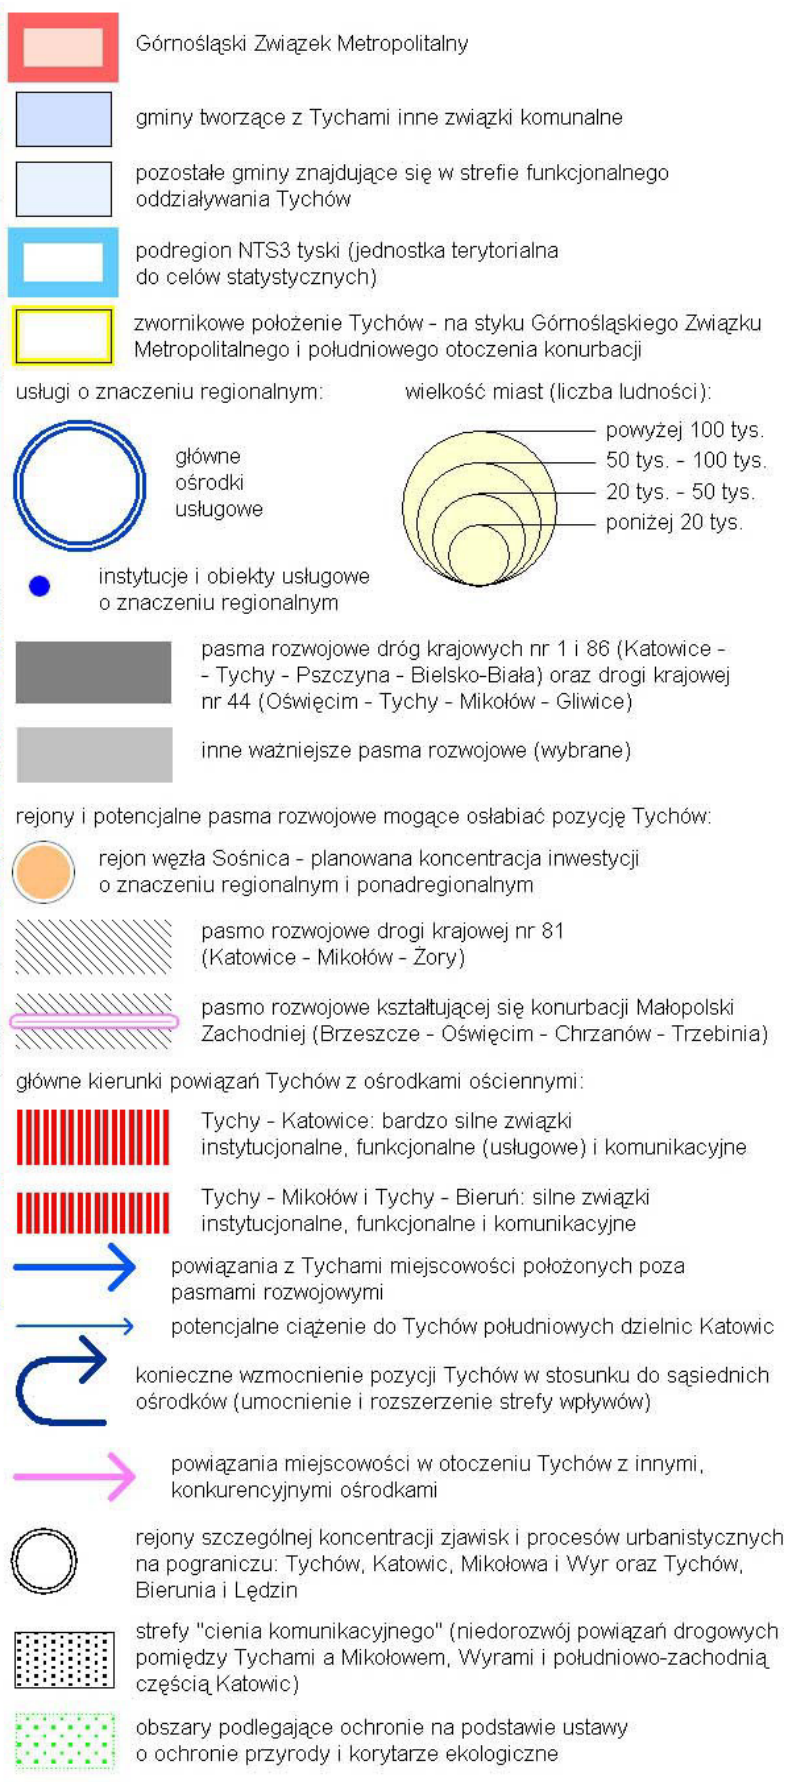 Górnośląski Związek Metropolitalny
gminy tworzące z Tychami inne związki komunalne
pozostałe gminy znajdujące się w strefie funkcjonalnego
oddziaływania Tychów
podregion NTS3 tyski (jednostka terytorialna
do celów statystycznych)
zwornikowe położenie Tychów - na styku Górnośląskiego Związku
Metropolitalnego i południowego otoczenia konurbacji
usługi o znaczeniu regionalnym:
główne
ośrodki
usługowe
instytucje i obiekty usługowe
o znaczeniu regionalnym
wielkość miast (liczba ludności):
powyżej 100 tys.
50 tys. - 100 tys.
20 tys. - 50 tys.
poniżej 20 tys.
pasma rozwojowe dróg krajowych nr 1 i 86 (Katowice -
- Tychy - Pszczyna - Bielsko-Biała) oraz drogi krajowej
nr 44 (Oświęcim - Tychy - Mikołów - Gliwice)
inne ważniejsze pasma rozwojowe (wybrane)
rejony i potencjalne pasma rozwojowe mogące osłabiać pozycję Tychów:
rejon węzła Sośnica - planowana koncentracja inwestycji
o znaczeniu regionalnym i ponadregionalnym
pasmo rozwojowe drogi krajowej nr 81
(Katowice - Mikołów - Żory)
pasmo rozwojowe kształtującej się konurbacji Małopolski
Zachodniej (Brzeszcze - Oświęcim - Chrzanów - Trzebinia)
główne kierunki powiązań Tychów z ośrodkami ościennymi:
Tychy - Katowice: bardzo silne związki
instytucjonalne, funkcjonalne (usługowe) i komunikacyjne
Tychy - Mikołów i Tychy - Bieruń: silne związki
instytucjonalne, funkcjonalne i komunikacyjne
powiązania z Tychami miejscowości położonych poza
pasmami rozwojowymi
potencjalne ciążenie do Tychów południowych dzielnic Katowic
konieczne wzmocnienie pozycji Tychów w stosunku do sąsiednich
ośrodków (umocnienie i rozszerzenie strefy wpływów)
powiązania miejscowości w otoczeniu Tychów z innymi,
konkurencyjnymi ośrodkami
rejony szczególnej koncentracji zjawisk i procesów urbanistycznych
na pograniczu: Tychów, Katowic, Mikołowa i Wyr oraz Tychów,
Bierunia i Lędzin
strefy "cienia komunikacyjnego" (niedorozwój powiązań drogowych
pomiędzy Tychami a Mikołowem, Wyrami i południowo-zachodnią
częścią Katowic)
obszary podlegające ochronie na podstawie ustawy
o ochronie przyrody i korytarze ekologiczne